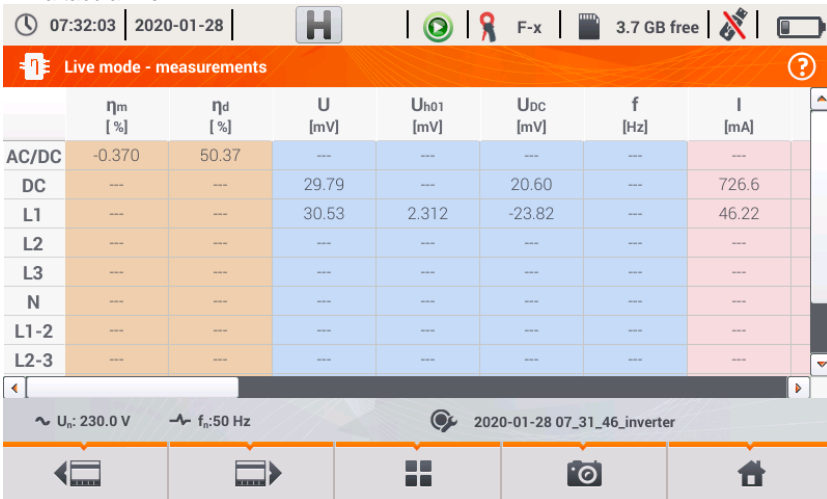 07:32:03 2020-01-28 H F-x 3.7 GB free
η Live mode - measurements ?
ηm ηd U Uh01 UDC f I
[ %] [ %] [mV] [mV] [mV] [Hz] [mA]
AC/DC -0.370 50.37 --- --- --- --- ---
DC --- --- 29.79 --- 20.60 --- 726.6
L1 --- --- 30.53 2.312 -23.82 --- 46.22
L2 --- --- --- --- --- --- ---
L3 --- --- --- --- --- --- ---
N --- --- --- --- --- --- ---
L1-2 --- --- --- --- --- --- ---
L2-3 --- --- --- --- --- --- ---
Un: 230.0 V fn:50 Hz 2020-01-28 07_31_46_inverter